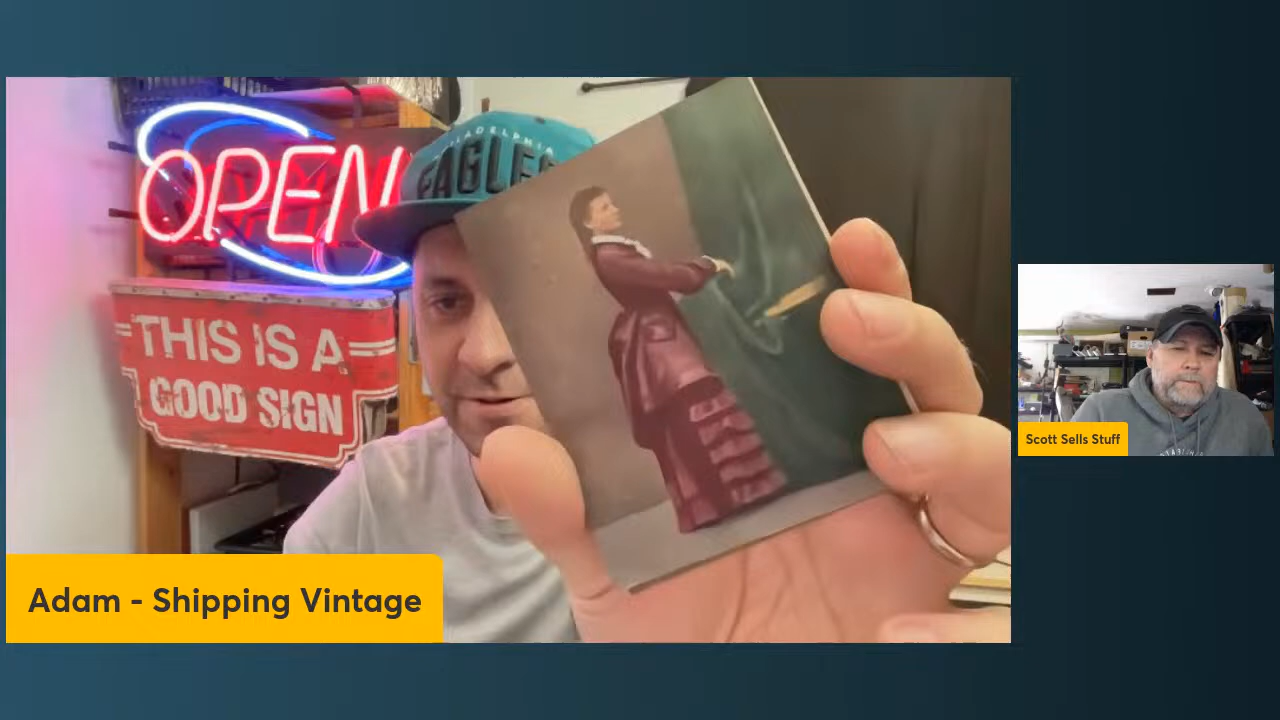 OPEN
PHILADELPHIA
EAGLES
THIS IS A
GOOD SIGN
Adam - Shipping Vintage
Scott Sells Stuff